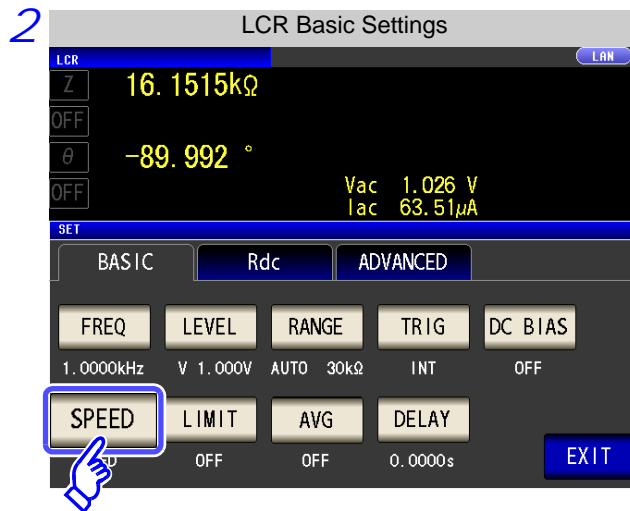 2
LCR Basic Settings
LCR
LAN
Z 16.1515kΩ
OFF
θ -89.992 °
OFF
Vac 1.026 V
Iac 63.51μA
SET
BASIC Rdc ADVANCED
FREQ LEVEL RANGE TRIG DC BIAS
1.0000kHz V 1.000V AUTO 30kΩ INT OFF
SPEED LIMIT AVG DELAY
OFF OFF 0.0000s
EXIT